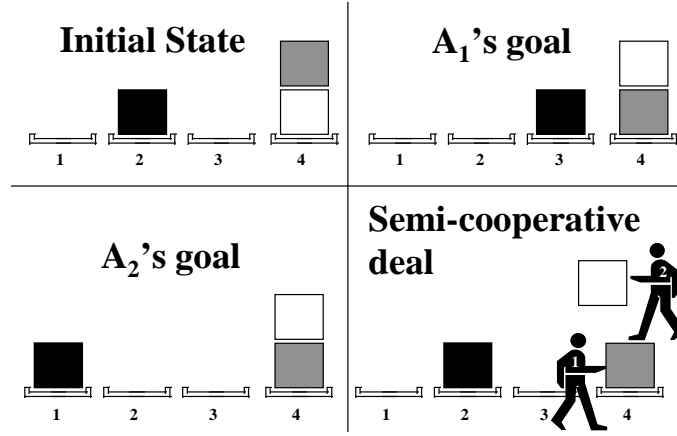 Initial State
1 2 3 4
A₁'s goal
1 2 3 4
A₂'s goal
1 2 3 4
Semi-cooperative
deal
2
1
1 2 3 4